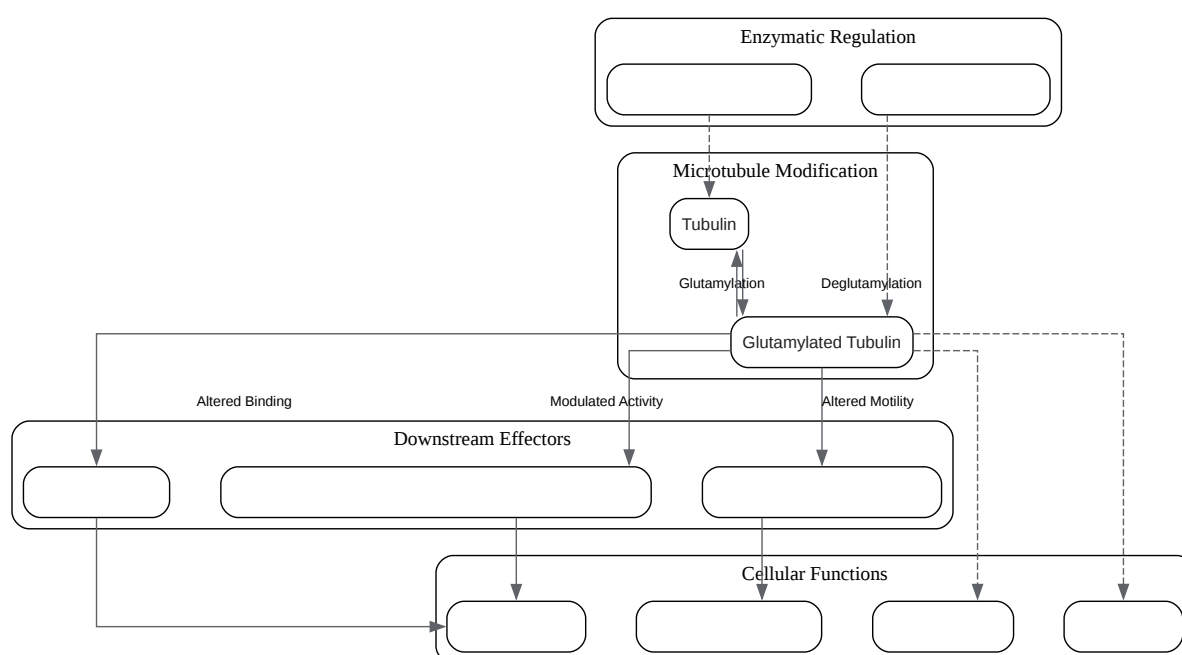 Enzymatic Regulation
Microtubule Modification
Tubulin
Glutamylation
Deglutamylation
Glutamylated Tubulin
Altered Binding
Modulated Activity
Altered Motility
Downstream Effectors
Cellular Functions